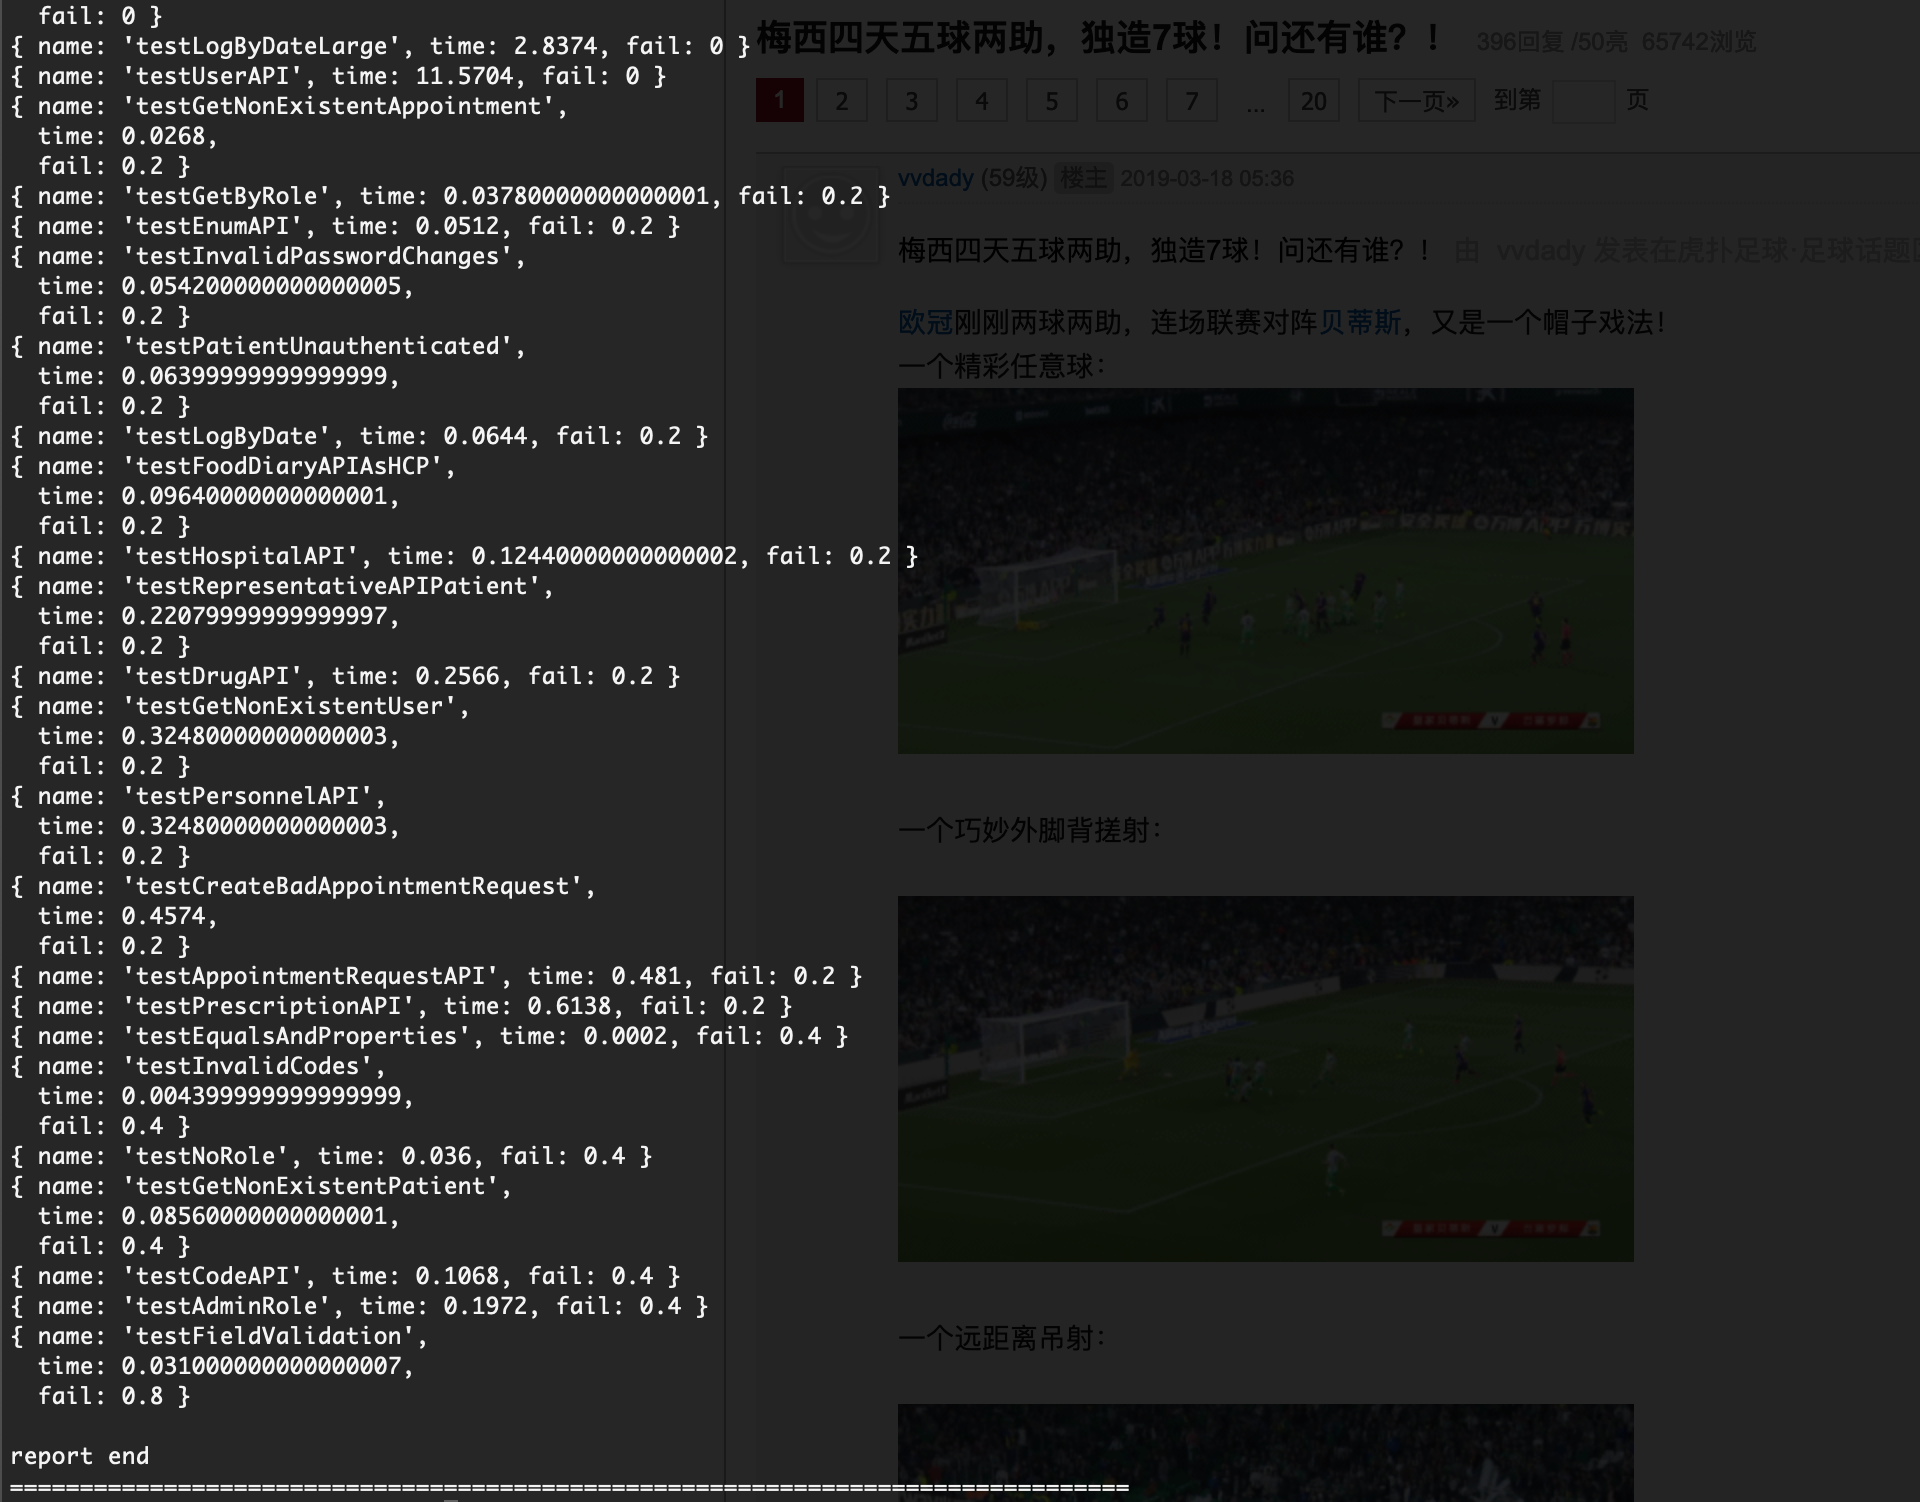 fail: 0 }
{ name: 'testLogByDateLarge', time: 2.8374, fail: 0 }
{ name: 'testUserAPI', time: 11.5704, fail: 0 }
{ name: 'testGetNonExistentAppointment',
time: 0.0268,
fail: 0.2 }
{ name: 'testGetByRole', time: 0.03780000000000001, fail: 0.2 }
{ name: 'testEnumAPI', time: 0.0512, fail: 0.2 }
{ name: 'testInvalidPasswordChanges',
time: 0.054200000000000005,
fail: 0.2 }
{ name: 'testPatientUnauthenticated',
time: 0.06399999999999999,
fail: 0.2 }
{ name: 'testLogByDate', time: 0.0644, fail: 0.2 }
{ name: 'testFoodDiaryAPIAsHCP',
time: 0.09640000000000001,
fail: 0.2 }
{ name: 'testHospitalAPI', time: 0.12440000000000002, fail: 0.2 }
{ name: 'testRepresentativeAPIPatient',
time: 0.22079999999999997,
fail: 0.2 }
{ name: 'testDrugAPI', time: 0.2566, fail: 0.2 }
{ name: 'testGetNonExistentUser',
time: 0.32480000000000003,
fail: 0.2 }
{ name: 'testPersonnelAPI',
time: 0.32480000000000003,
fail: 0.2 }
{ name: 'testCreateBadAppointmentRequest',
time: 0.4574,
fail: 0.2 }
{ name: 'testAppointmentRequestAPI', time: 0.481, fail: 0.2 }
{ name: 'testPrescriptionAPI', time: 0.6138, fail: 0.2 }
{ name: 'testEqualsAndProperties', time: 0.0002, fail: 0.4 }
{ name: 'testInvalidCodes',
time: 0.004399999999999999,
fail: 0.4 }
{ name: 'testNoRole', time: 0.036, fail: 0.4 }
{ name: 'testGetNonExistentPatient',
time: 0.08560000000000001,
fail: 0.4 }
{ name: 'testCodeAPI', time: 0.1068, fail: 0.4 }
{ name: 'testAdminRole', time: 0.1972, fail: 0.4 }
{ name: 'testFieldValidation',
time: 0.031000000000000007,
fail: 0.8 }
report end
================================================================================
梅西四天五球两助，独造7球！问还有谁？！ 396回复 /50亮 65742浏览
1 2 3 4 5 6 7 ... 20 下一页» 到第 页
vvdady (59级) 楼主 2019-03-18 05:36
梅西四天五球两助，独造7球！问还有谁？！ 由 vvdady 发表在虎扑足球·足球话题
欧冠刚刚两球两助，连场联赛对阵贝蒂斯，又是一个帽子戏法！
一个精彩任意球：
一个巧妙外脚背搓射：
一个远距离吊射：